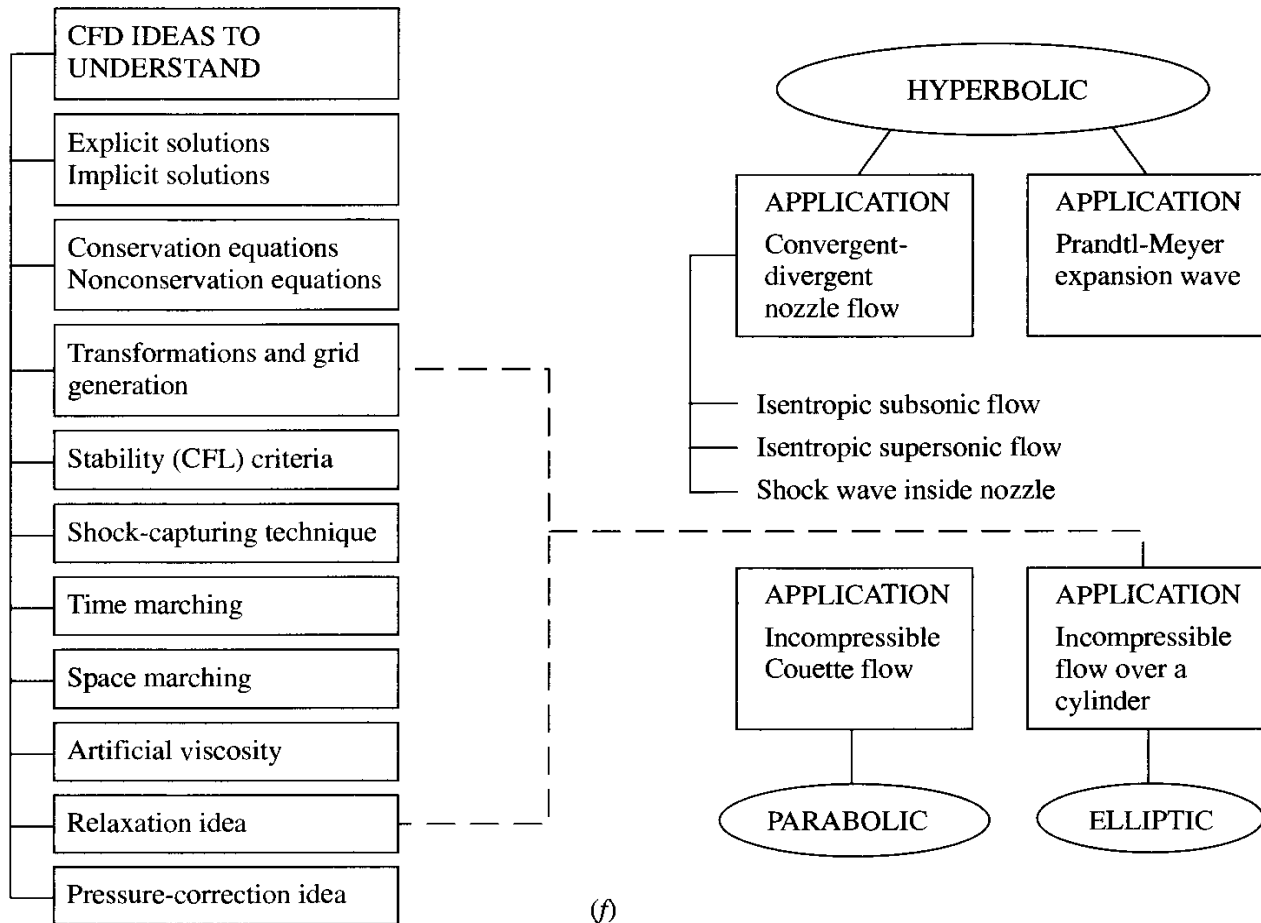 CFD IDEAS TO
UNDERSTAND
Explicit solutions
Implicit solutions
Conservation equations
Nonconservation equations
Transformations and grid
generation
Stability (CFL) criteria
Shock-capturing technique
Time marching
Space marching
Artificial viscosity
Relaxation idea
Pressure-correction idea
HYPERBOLIC
APPLICATION
Convergent-
divergent
nozzle flow
APPLICATION
Prandtl-Meyer
expansion wave
Isentropic subsonic flow
Isentropic supersonic flow
Shock wave inside nozzle
APPLICATION
Incompressible
Couette flow
APPLICATION
Incompressible
flow over a
cylinder
PARABOLIC
ELLIPTIC
(f)